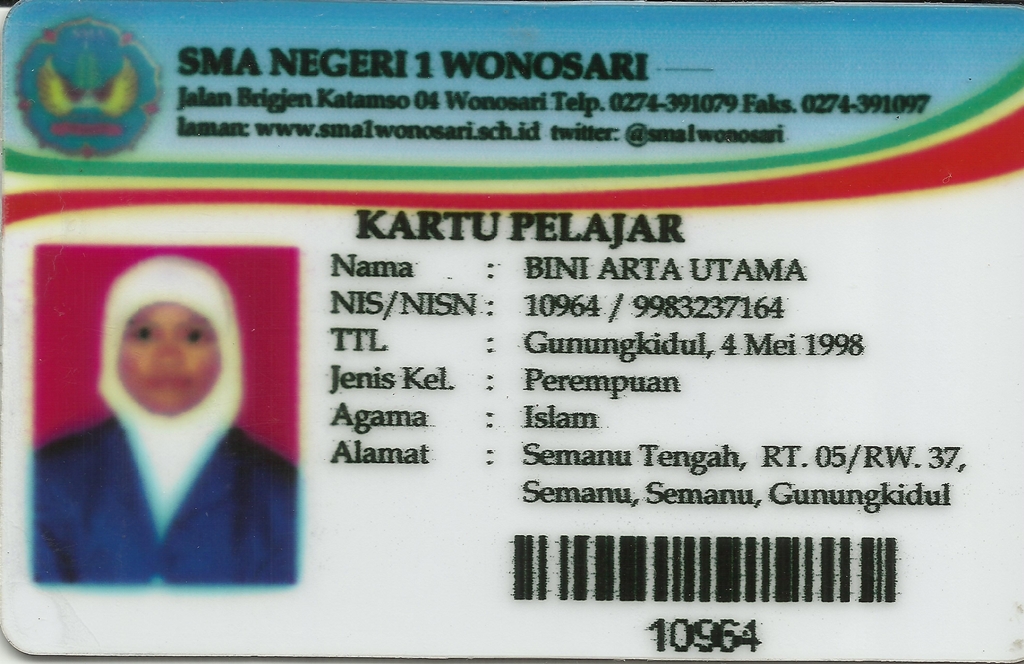 SMA NEGERI 1 WONOSARI
Jalan Brigjen Katamso 04 Wonosari Telp. 0274-391079 Faks. 0274-391097
laman: www.sma1wonosari.sch.id twitter: @sma1wonosari
KARTU PELAJAR
Nama : BINI ARTA UTAMA
NIS/NISN : 10964 / 9983237164
TTL : Gunungkidul, 4 Mei 1998
Jenis Kel. : Perempuan
Agama : Islam
Alamat : Semanu Tengah, RT. 05/RW. 37,
Semanu, Semanu, Gunungkidul
10964